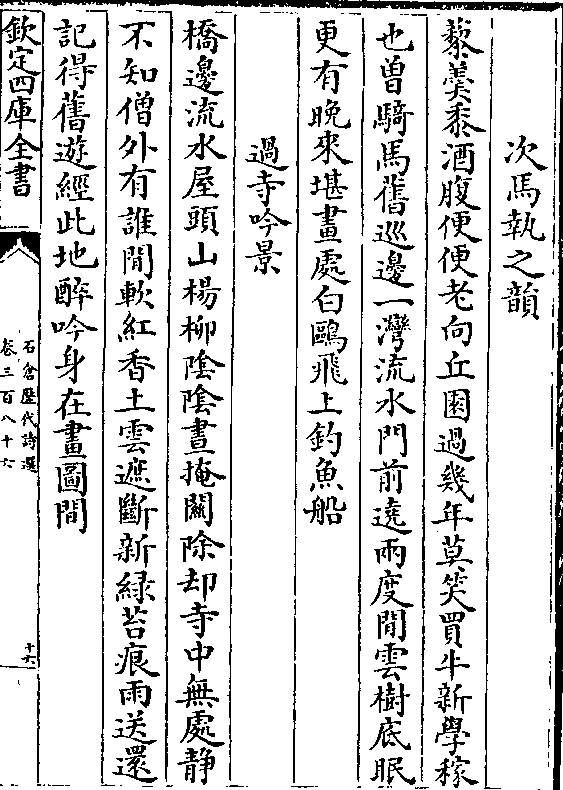 次馬執之韻
藜羮黍酒腹便便老向丘園過幾年莫笑買牛新學稼
也曽騎馬舊巡邊一灣流水門前遶兩度閒雲樹底眠
更有晚來堪畫處白鷗飛上釣魚船
過寺吟景
橋邊流水屋頭山楊柳隂隂晝掩關除却寺中無處静
不知僧外有誰閒軟紅香土雲遮斷新緑苔痕雨送還
記得舊遊經此地醉吟身在畫圖間
欽定四庫全書
石倉歴代詩選
卷三百八十六
十六